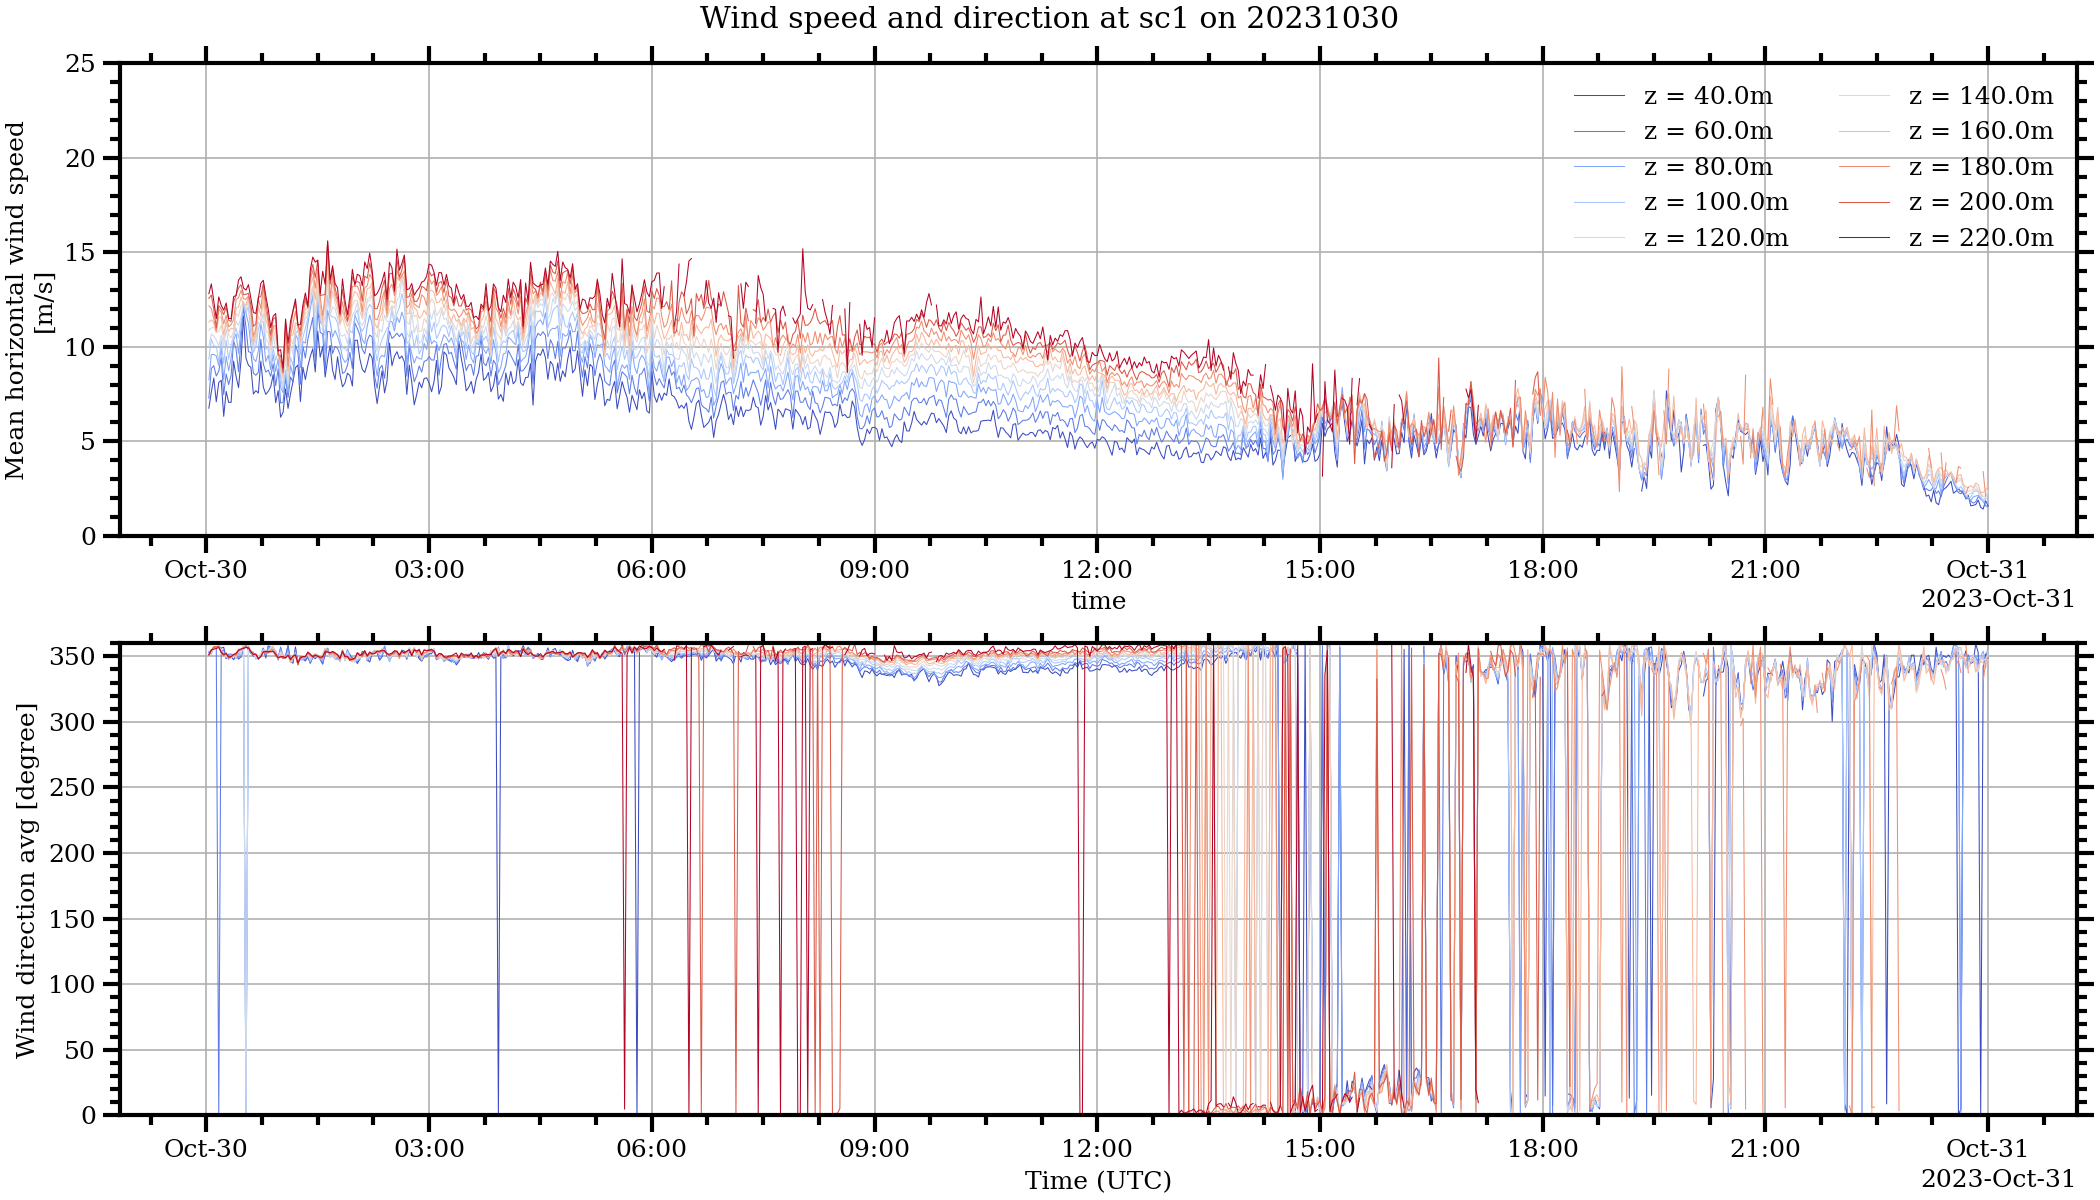 Wind speed and direction at sc1 on 20231030
Mean horizontal wind speed
[m/s]
25
20
15
10
5
0
z = 40.0m
z = 60.0m
z = 80.0m
z = 100.0m
z = 120.0m
z = 140.0m
z = 160.0m
z = 180.0m
z = 200.0m
z = 220.0m
Oct-30 03:00 06:00 09:00 12:00 15:00 18:00 21:00 Oct-31
time
2023-Oct-31
Wind direction avg [degree]
350
300
250
200
150
100
50
0
Oct-30 03:00 06:00 09:00 12:00 15:00 18:00 21:00 Oct-31
Time (UTC)
2023-Oct-31